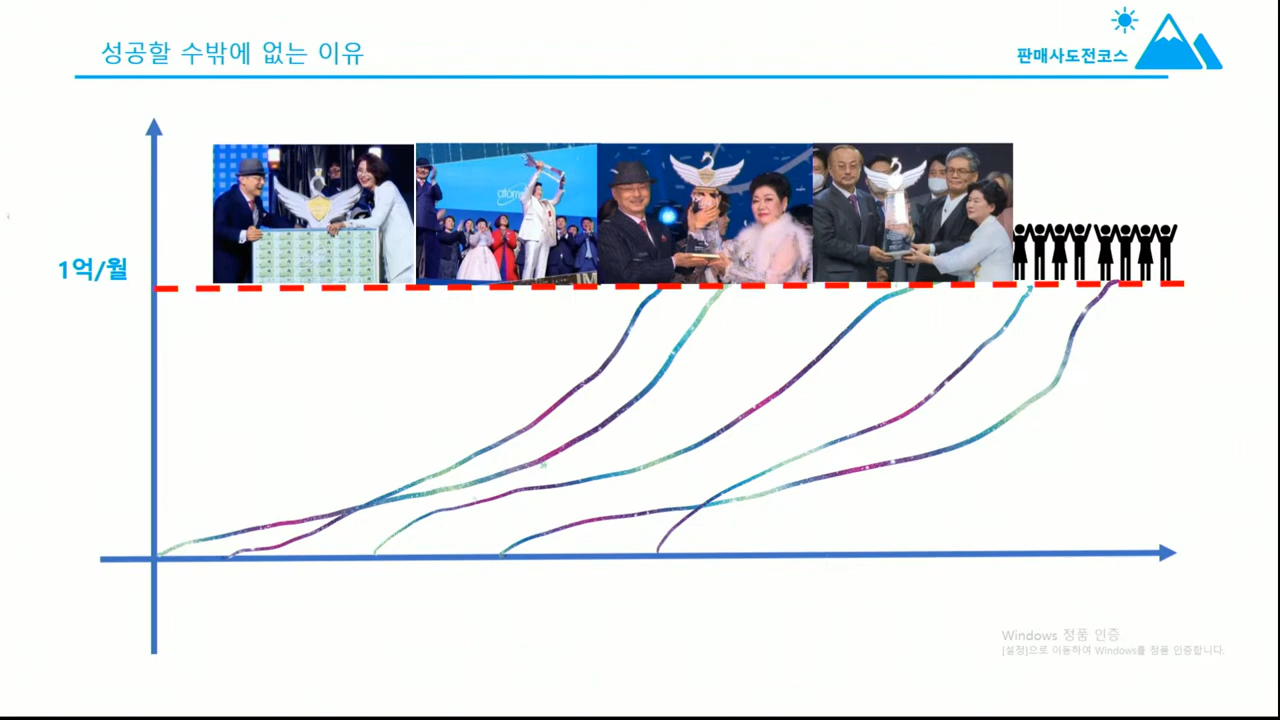 성공할 수밖에 없는 이유
판매사도전코스
atom
M
1억/월
Windows 정품 인증
[설정]으로 이동하여 Windows를 정품 인증합니다.